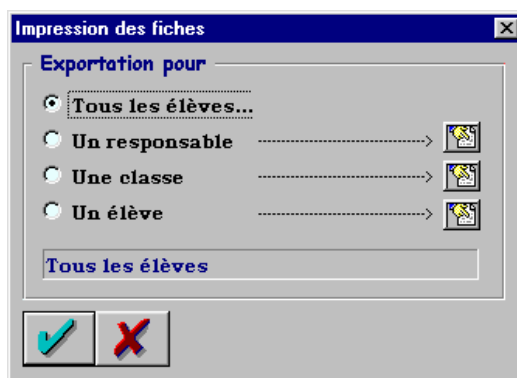 Impression des fiches
Exportation pour
Tous les élèves...
Un responsable
Une classe
Un élève
Tous les élèves